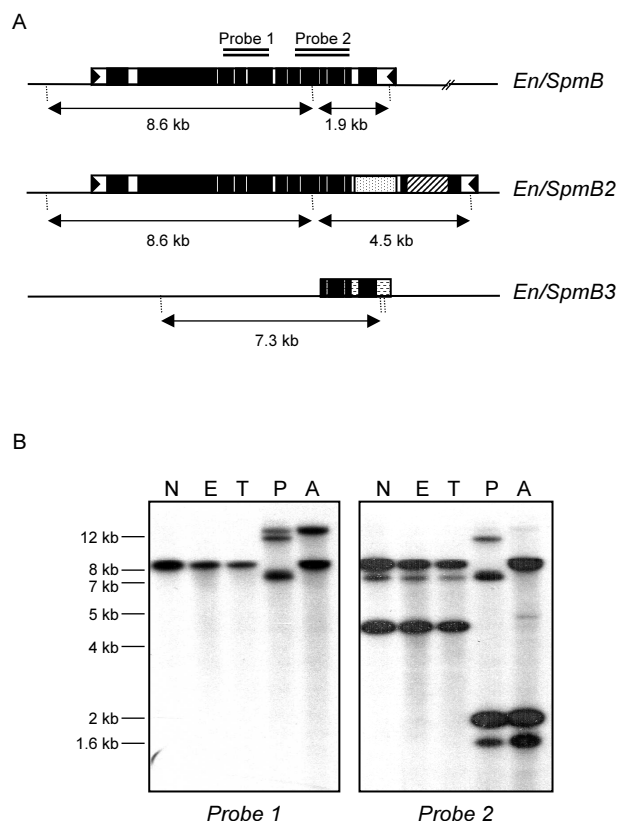 A
Probe 1 Probe 2
En/SpmB
8.6 kb 1.9 kb
En/SpmB2
8.6 kb 4.5 kb
En/SpmB3
7.3 kb
B
N E T P A N E T P A
12 kb
8 kb
7 kb
5 kb
4 kb
2 kb
1.6 kb
Probe 1 Probe 2